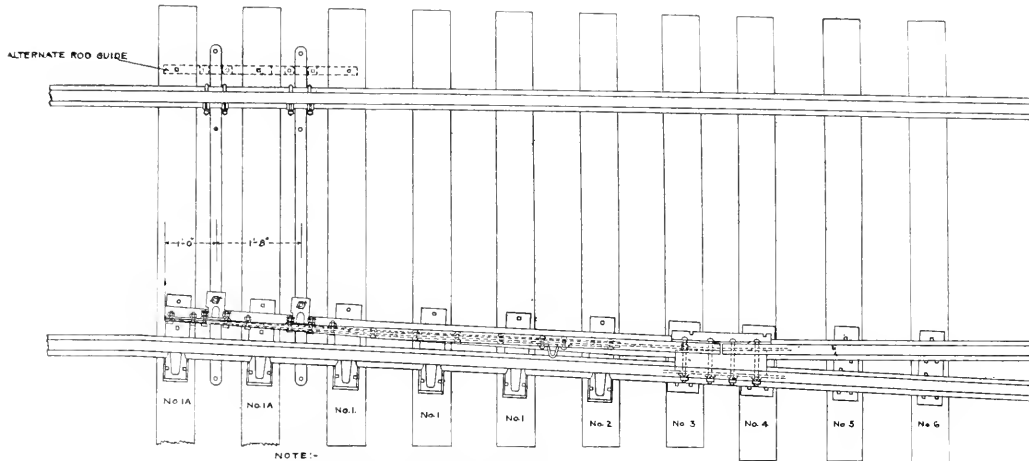 ALTERNATE ROD GUIDE
1'-0" 1'-8"
No.1A No.1A No.1. No.1 No.1 No.2 No.3 No.4 No.5 No.6
NOTE:-